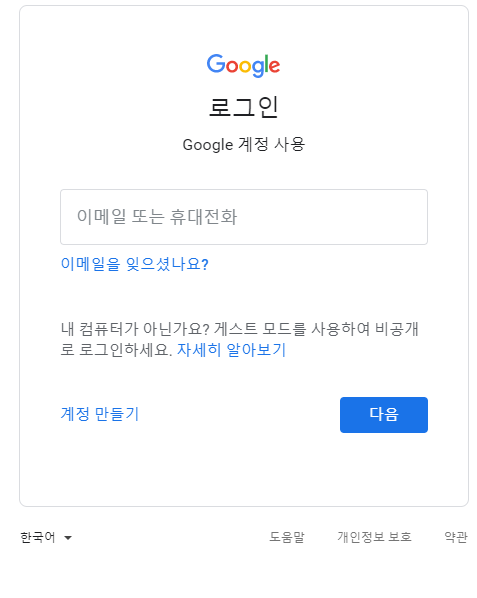 Google
로그인
Google 계정 사용
이메일 또는 휴대전화
이메일을 잊으셨나요?
내 컴퓨터가 아닌가요? 게스트 모드를 사용하여 비공개
로 로그인하세요. 자세히 알아보기
계정 만들기 다음
한국어 도움말 개인정보 보호 약관